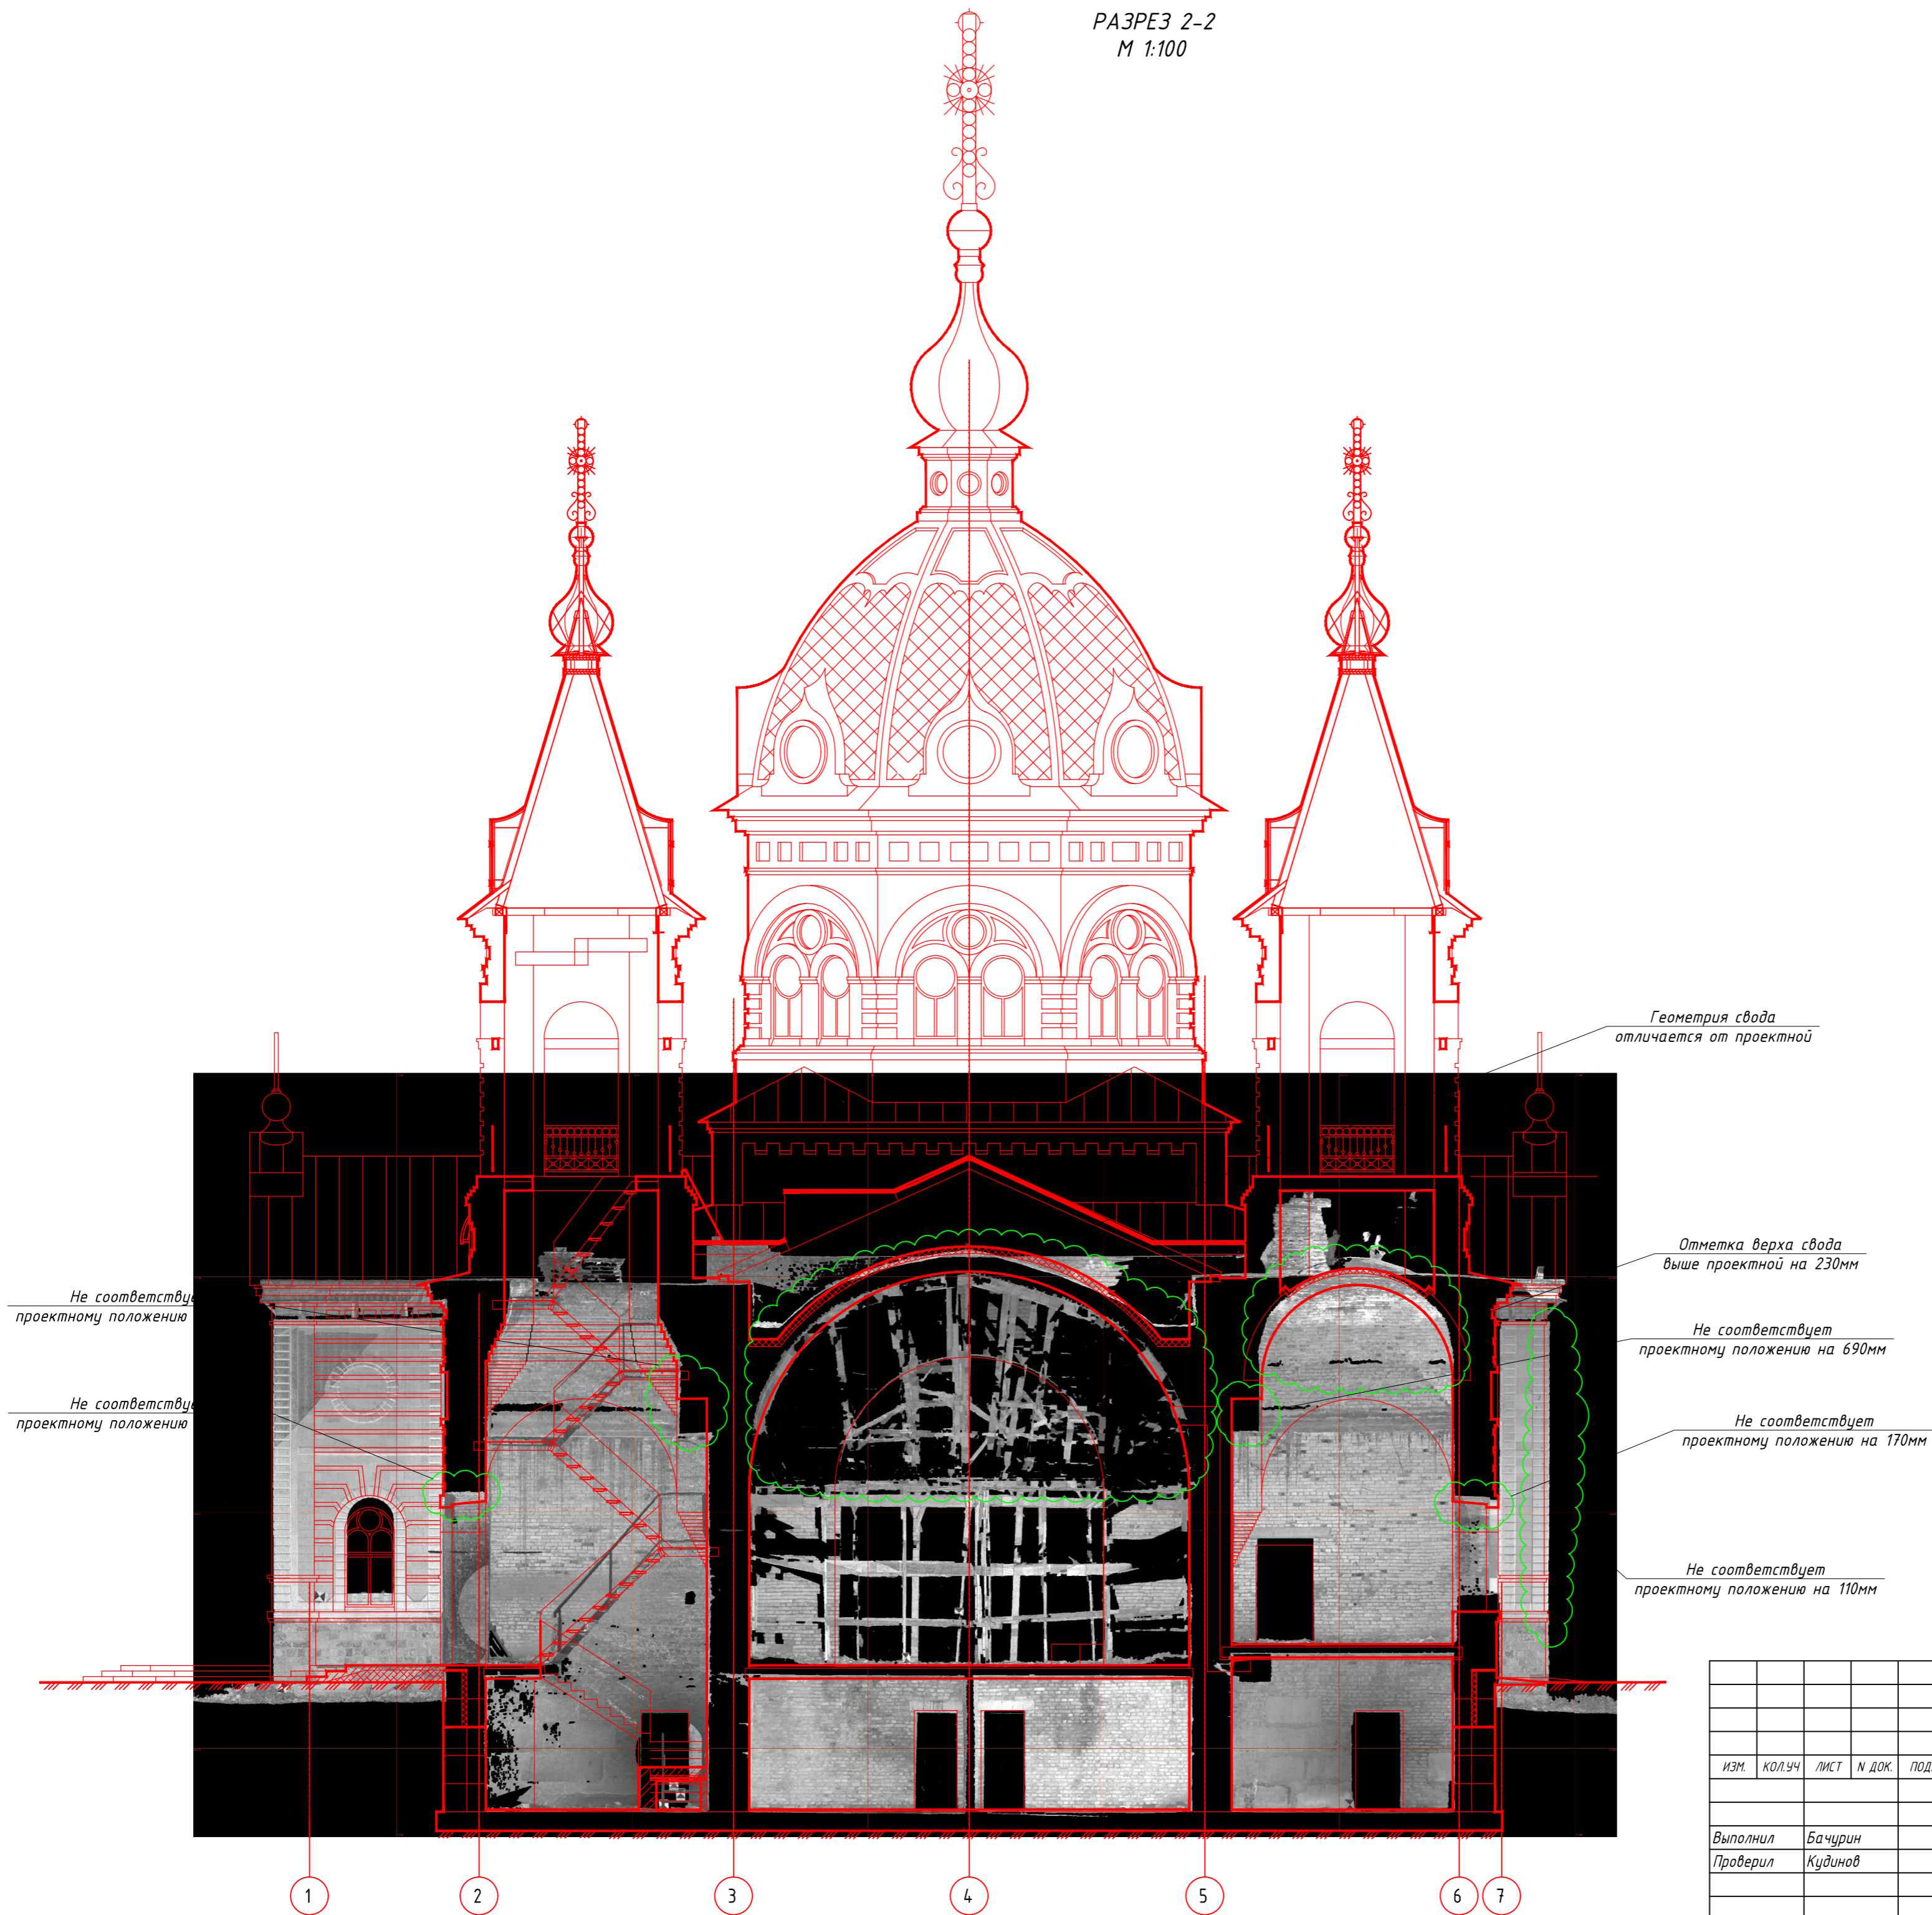 РАЗРЕЗ 2-2
М 1:100
Геометрия свода
отличается от проектной
Отметка верха свода
выше проектной на 230мм
Не соответствуе
проектному положению
Не соответствует
проектному положению на 690мм
Не соответствуе
проектному положению
Не соответствует
проектному положению на 170мм
Не соответствует
проектному положению на 110мм
ИЗМ. КОЛ.УЧ ЛИСТ N ДОК. ПОД
Выполнил Бачурин
Проверил Кудинов
1 2 3 4 5 6 7